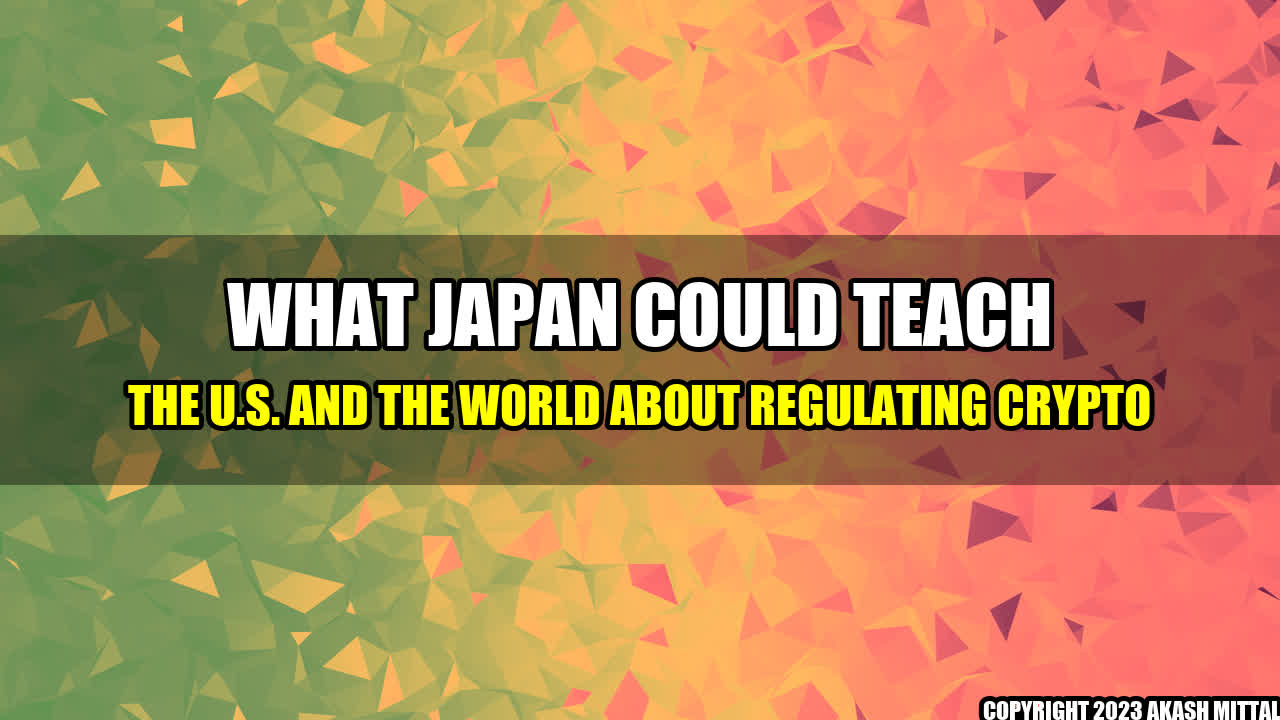 WHAT JAPAN COULD TEACH
THE U.S. AND THE WORLD ABOUT REGULATING CRYPTO
COPYRIGHT 2023 AKASH MITTAL